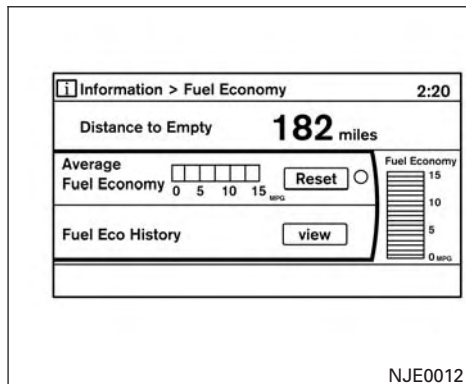 i Information > Fuel Economy 2:20
Distance to Empty 182 miles
Average
Fuel Economy
0 5 10 15 MPG
Reset
Fuel Economy
15
10
5
0 MPG
Fuel Eco History view
NJE0012